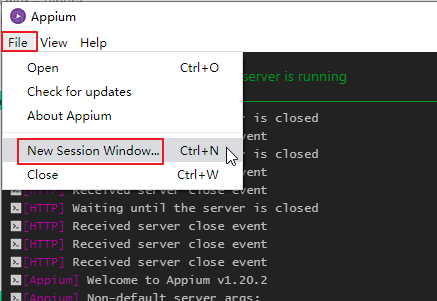 Appium
File View Help
Open Ctrl+O
Check for updates
About Appium
New Session Window... Ctrl+N
Close Ctrl+W
server is running
is closed
event
is closed
event
[HTTP] Received server close event
[HTTP] Waiting until the server is closed
[HTTP] Received server close event
[HTTP] Received server close event
[HTTP] Received server close event
[Appium] Welcome to Appium v1.20.2
[Appium] Non-default server args: